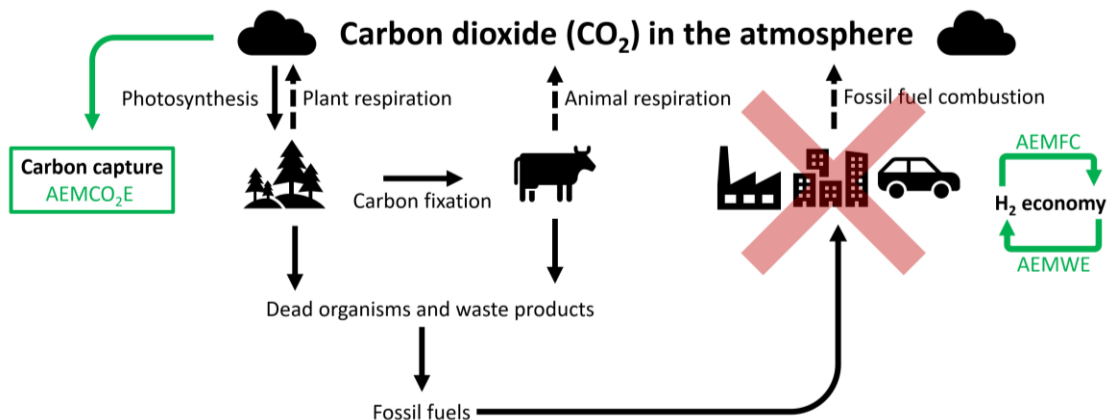 Carbon dioxide (CO₂) in the atmosphere
Photosynthesis
Plant respiration
Animal respiration
Fossil fuel combustion
Carbon capture
AEMCO₂E
Carbon fixation
AEMFC
H₂ economy
AEMWE
Dead organisms and waste products
Fossil fuels